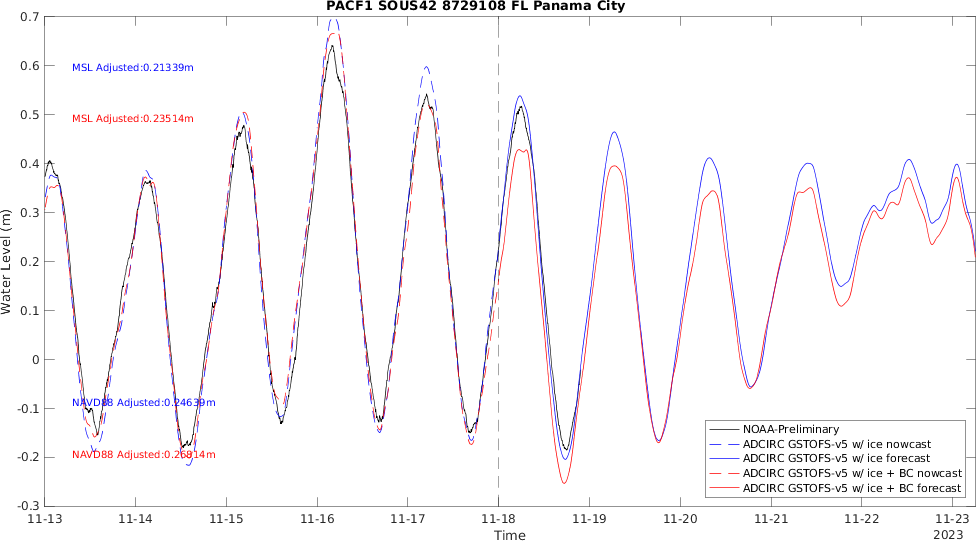 PACF1 SOUS42 8729108 FL Panama City
0.7
0.6
0.5
0.4
0.3
0.2
0.1
0
-0.1
-0.2
-0.3
Water Level (m)
MSL Adjusted:0.21339m
MSL Adjusted:0.23514m
NAVD88 Adjusted:0.24639m
NAVD88 Adjusted:0.26814m
NOAA-Preliminary
ADCIRC GSTOFS-v5 w/ ice nowcast
ADCIRC GSTOFS-v5 w/ ice forecast
ADCIRC GSTOFS-v5 w/ ice + BC nowcast
ADCIRC GSTOFS-v5 w/ ice + BC forecast
11-13 11-14 11-15 11-16 11-17 11-18 11-19 11-20 11-21 11-22 11-23
Time
2023